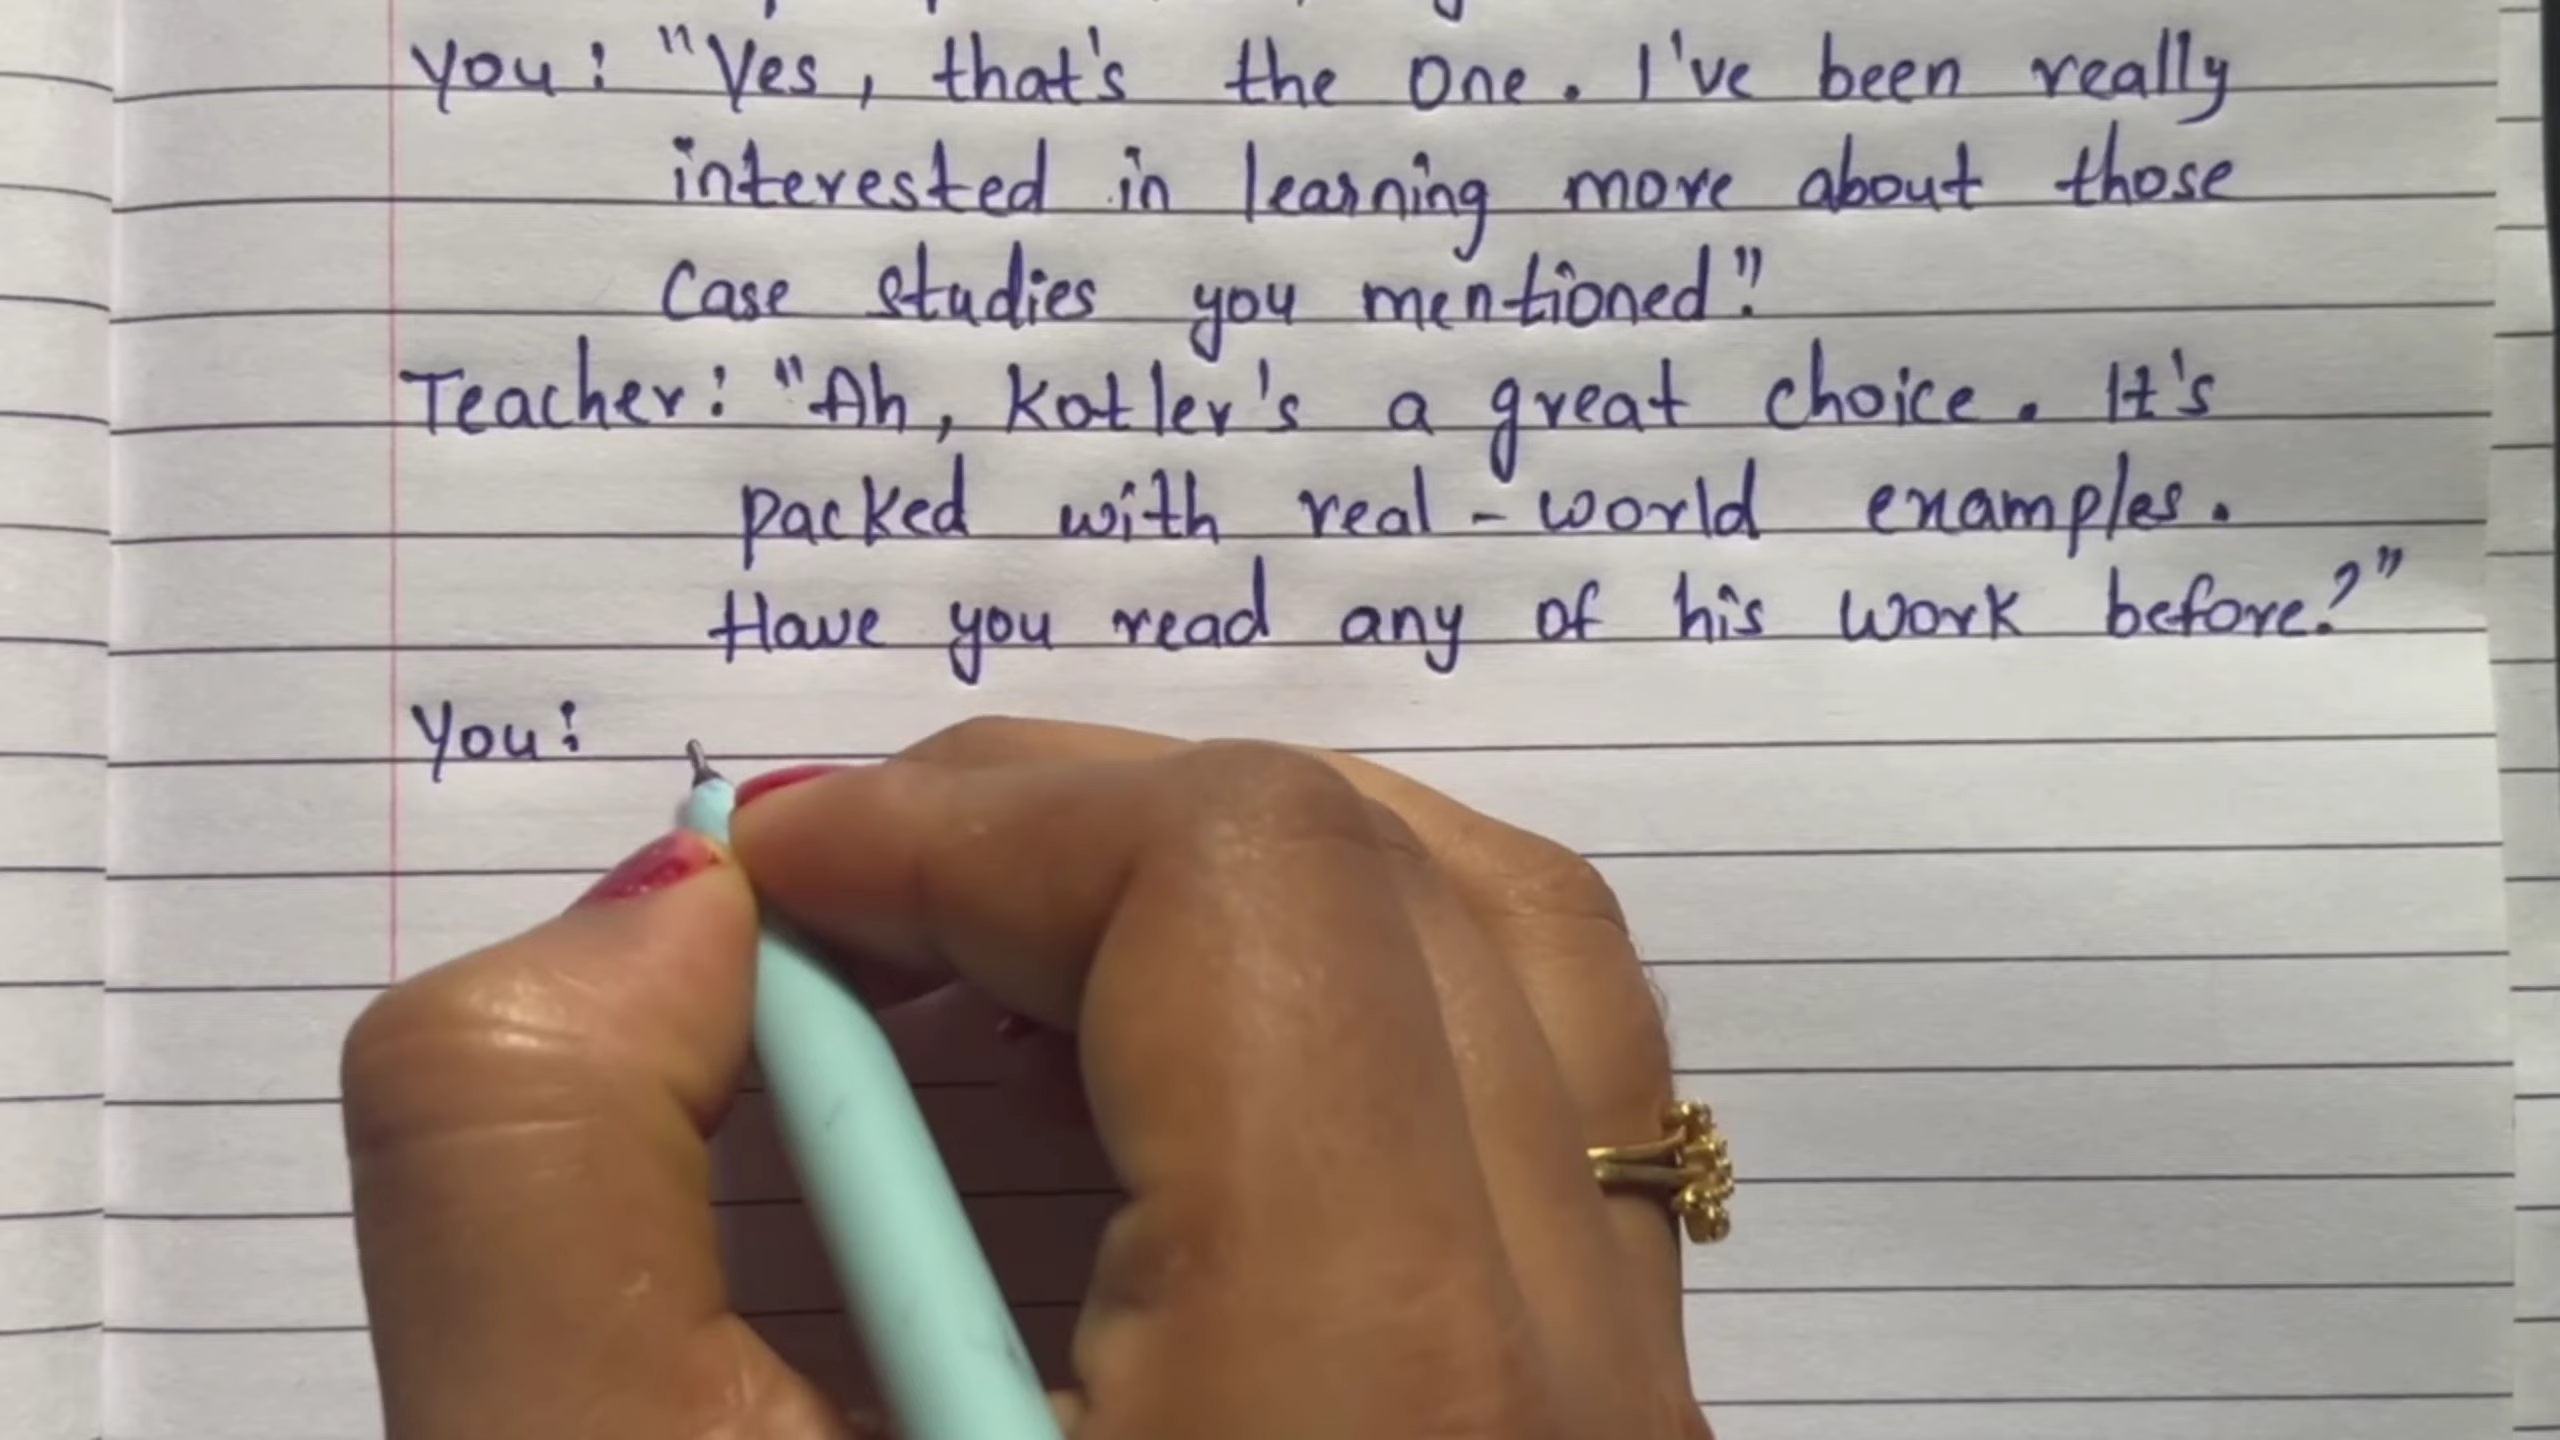 You: "Yes, that's the one. I've been really
interested in learning more about those
case studies you mentioned."
Teacher: "Ah, Kotler's a great choice. It's
packed with real-world examples.
Have you read any of his work before?"
You: